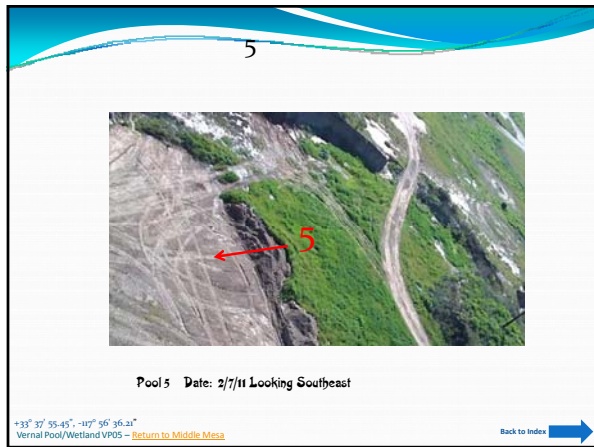 5
5
Pool 5 Date: 2/7/11 Looking Southeast
+33° 37' 55.45", -117° 56' 36.21"
Vernal Pool/Wetland VP05 – Return to Middle Mesa
Back to Index